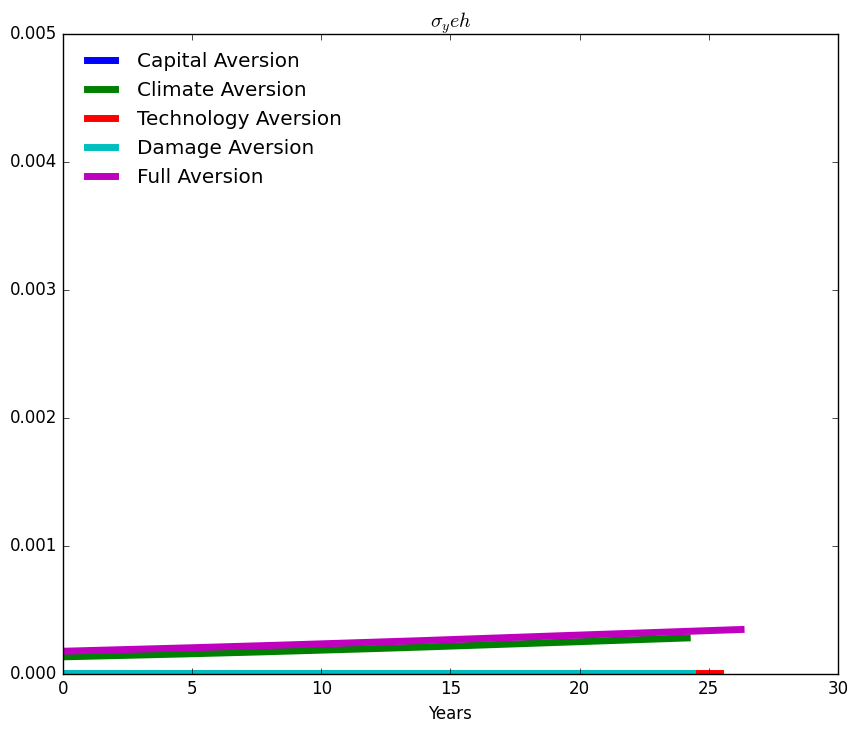 σ_y eh
0.005
Capital Aversion
Climate Aversion
Technology Aversion
Damage Aversion
Full Aversion
0.004
0.003
0.002
0.001
0.000
0 5 10 15 20 25 30
Years